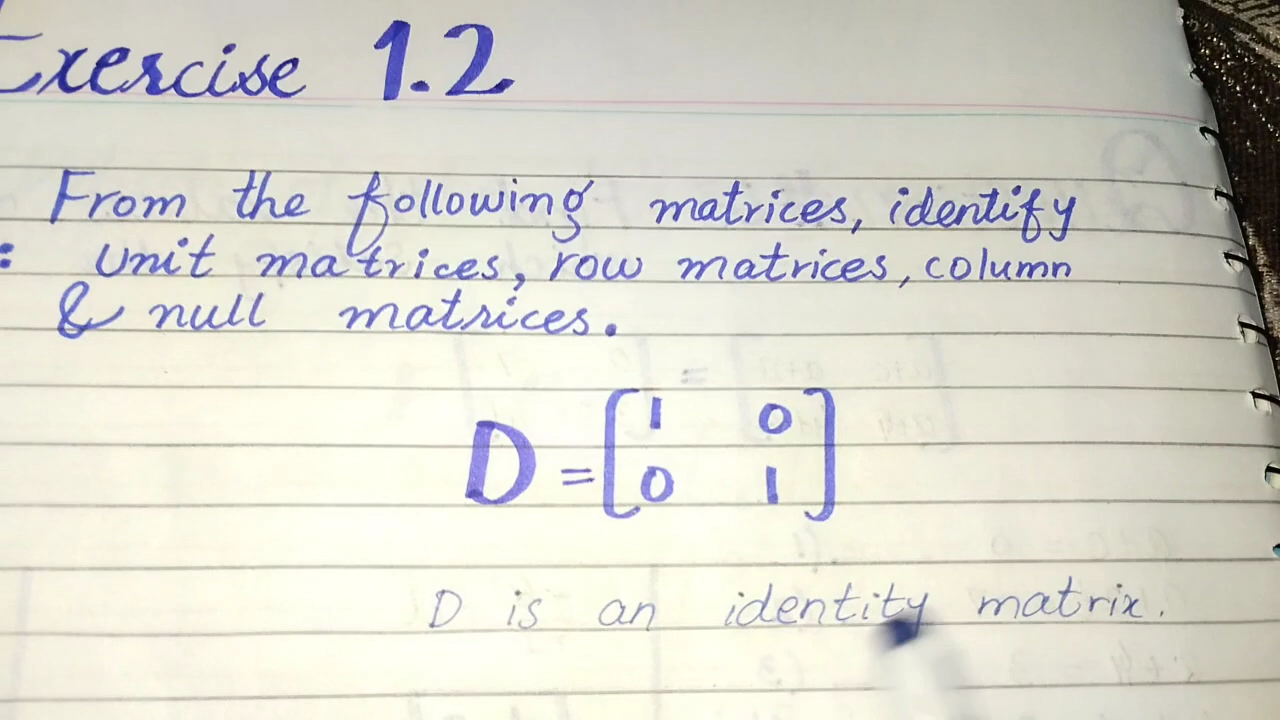 Exercise 1.2
From the following matrices, identify
: unit matrices, row matrices, column
& null matrices.
D = [1 0
0 1]
D is an identity matrix.